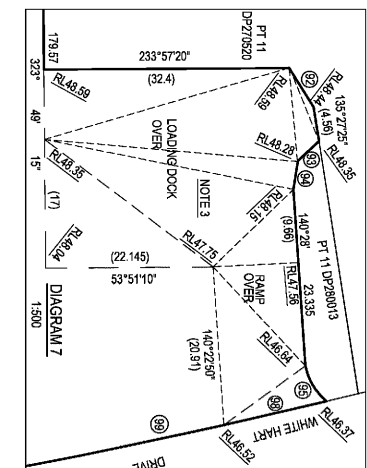 179.57
323°
49'
15"
RL48.59
233°57'20"
(32.4)
PT 11
DP270520
92
RL48.59
RL48.44
135°27'25"
(4.56)
RL48.35
93
94
RL48.28
LOADING DOCK
OVER
NOTE 3
RL48.15
RL48.35
(17)
RL48.04
(22.145)
53°51'10"
RL47.75
140°28'
(9.66)
PT 11 DP280013
23.335
RL47.56
RAMP
OVER
RL46.64
140°22'50"
(20.91)
95
RL46.37
98
RL46.52
99
WHITE HART
DRIVE
DIAGRAM 7
1:500